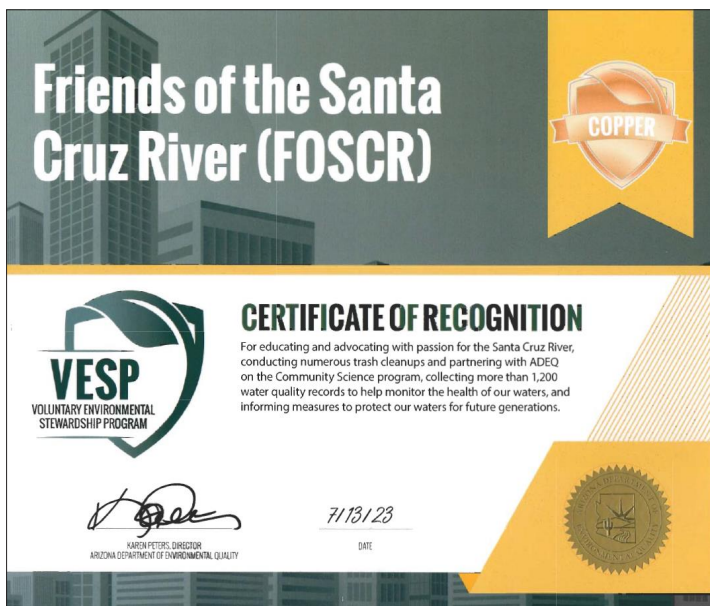 Friends of the Santa
Cruz River (FOSCR)
COPPER
CERTIFICATE OF RECOGNITION
For educating and advocating with passion for the Santa Cruz River,
conducting numerous trash cleanups and partnering with ADEQ
on the Community Science program, collecting more than 1,200
water quality records to help monitor the health of our waters, and
informing measures to protect our waters for future generations.
VESP
VOLUNTARY ENVIRONMENTAL
STEWARDSHIP PROGRAM
7/13/23
KAREN PETERS, DIRECTOR
ARIZONA DEPARTMENT OF ENVIRONMENTAL QUALITY
DATE